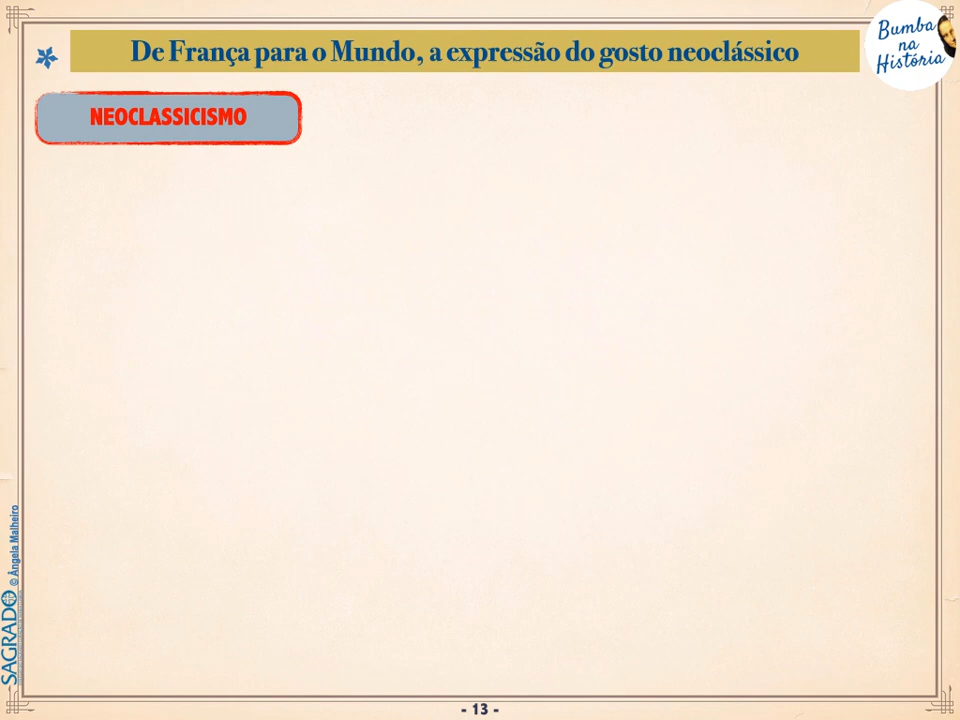 De França para o Mundo, a expressão do gosto neoclássico
Bumba
na
História
NEOCLASSICISMO
© Ângela Malheiro
SAGRADO
- 13 -